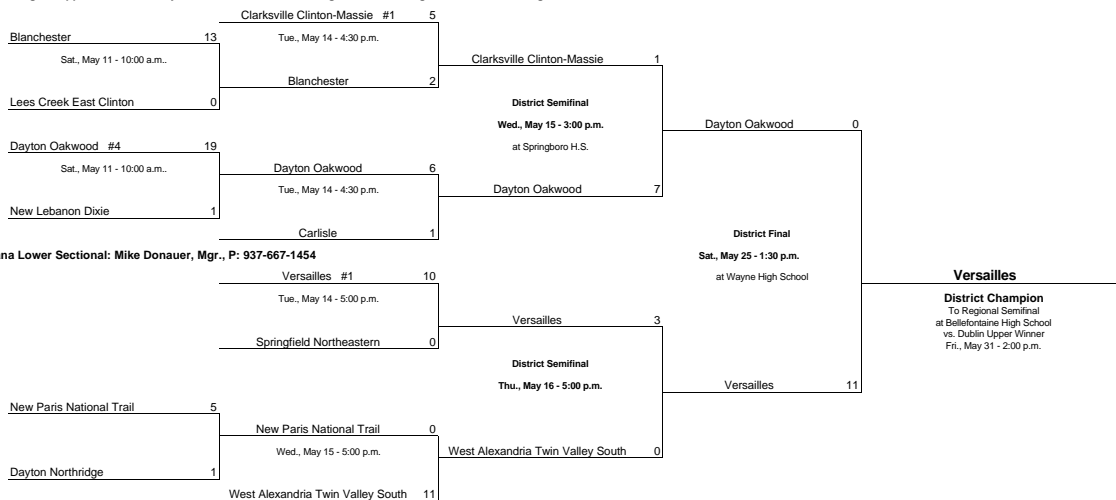 Clarksville Clinton-Massie #1 5
Blanchester 13
Tue., May 14 - 4:30 p.m.
Sat., May 11 - 10:00 a.m..
Clarksville Clinton-Massie 1
Blanchester 2
Lees Creek East Clinton 0
District Semifinal
Wed., May 15 - 3:00 p.m.
Dayton Oakwood 0
Dayton Oakwood #4 19
at Springboro H.S.
Sat., May 11 - 10:00 a.m..
Dayton Oakwood 6
Tue., May 14 - 4:30 p.m.
Dayton Oakwood 7
New Lebanon Dixie 1
Carlisle 1
District Final
na Lower Sectional: Mike Donauer, Mgr., P: 937-667-1454
Sat., May 25 - 1:30 p.m.
Versailles #1 10
at Wayne High School
Versailles
Tue., May 14 - 5:00 p.m.
District Champion
To Regional Semifinal
Versailles 3
at Bellefontaine High School
vs. Dublin Upper Winner
Springfield Northeastern 0
Fri., May 31 - 2:00 p.m.
District Semifinal
Thu., May 16 - 5:00 p.m.
Versailles 11
New Paris National Trail 5
New Paris National Trail 0
Wed., May 15 - 5:00 p.m.
West Alexandria Twin Valley South 0
Dayton Northridge 1
West Alexandria Twin Valley South 11